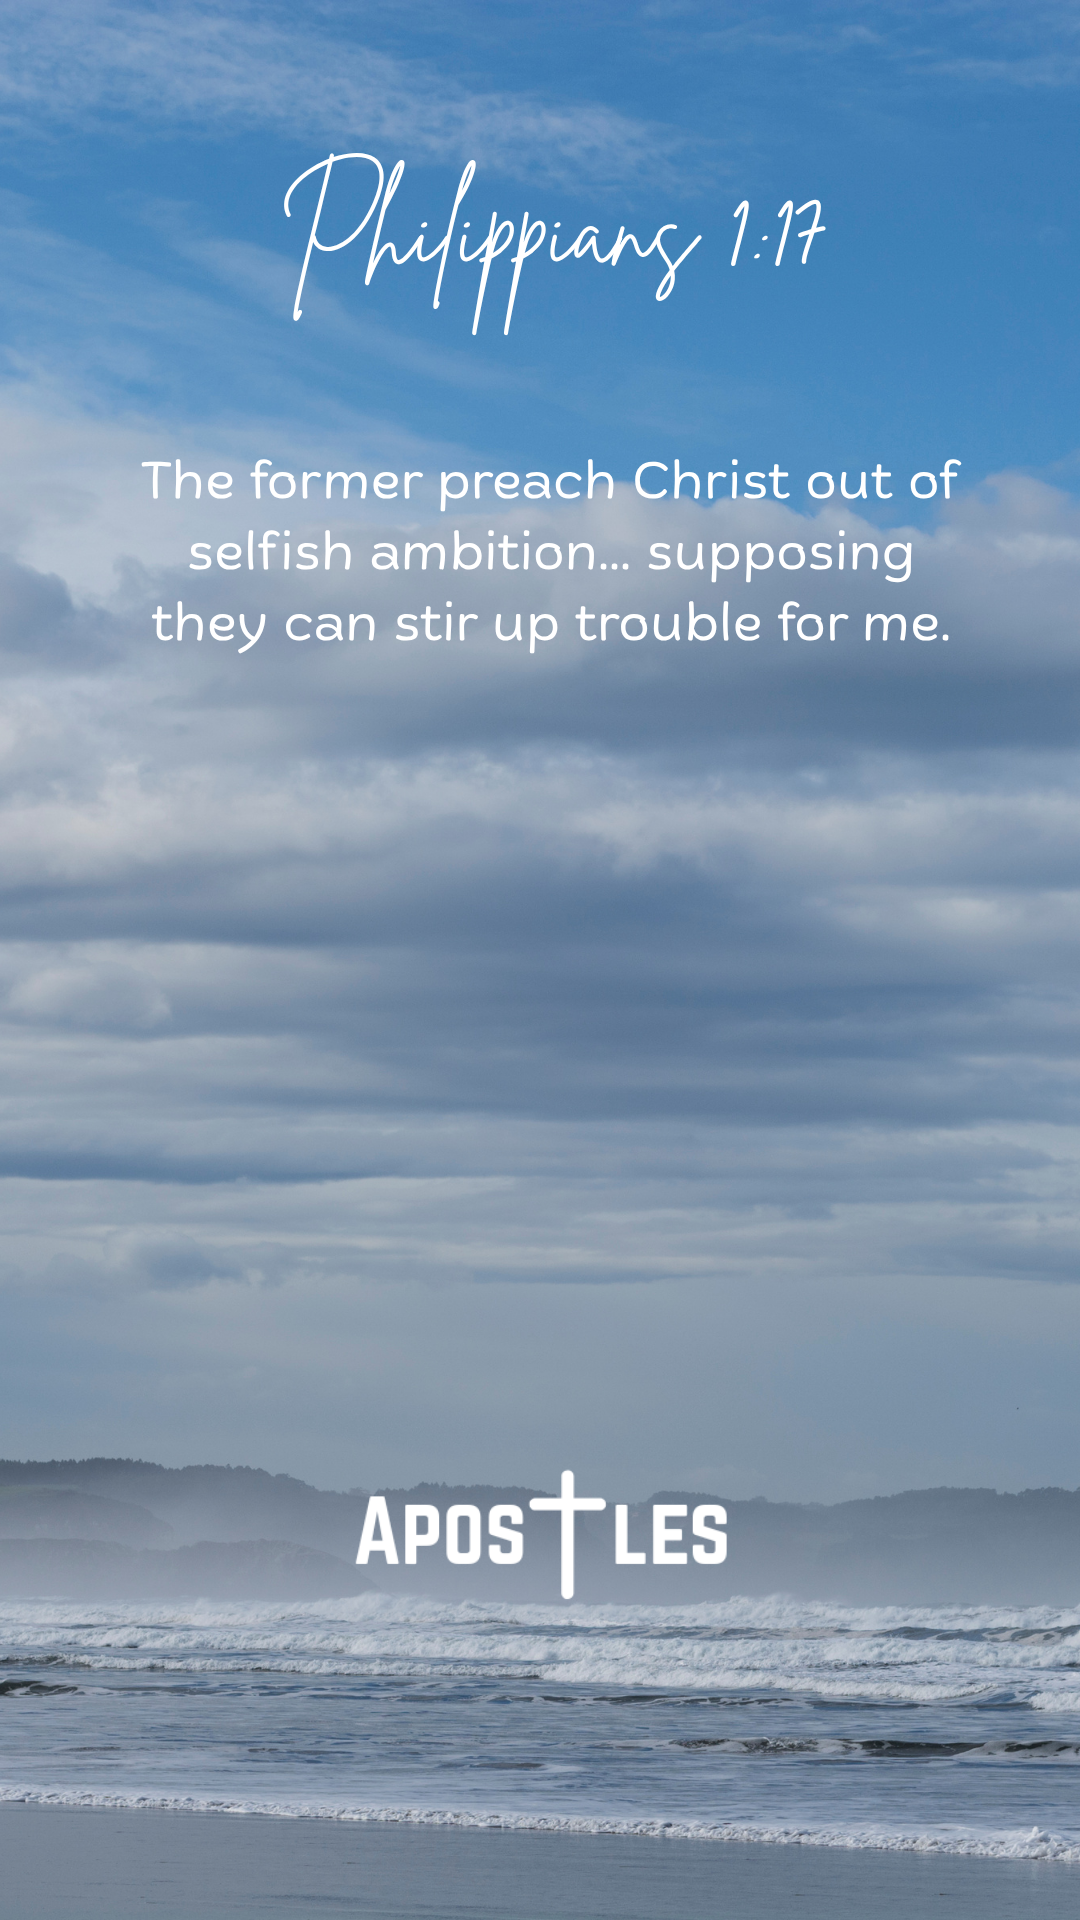 Philippians 1:17
The former preach Christ out of
selfish ambition... supposing
they can stir up trouble for me.
APOSTLES